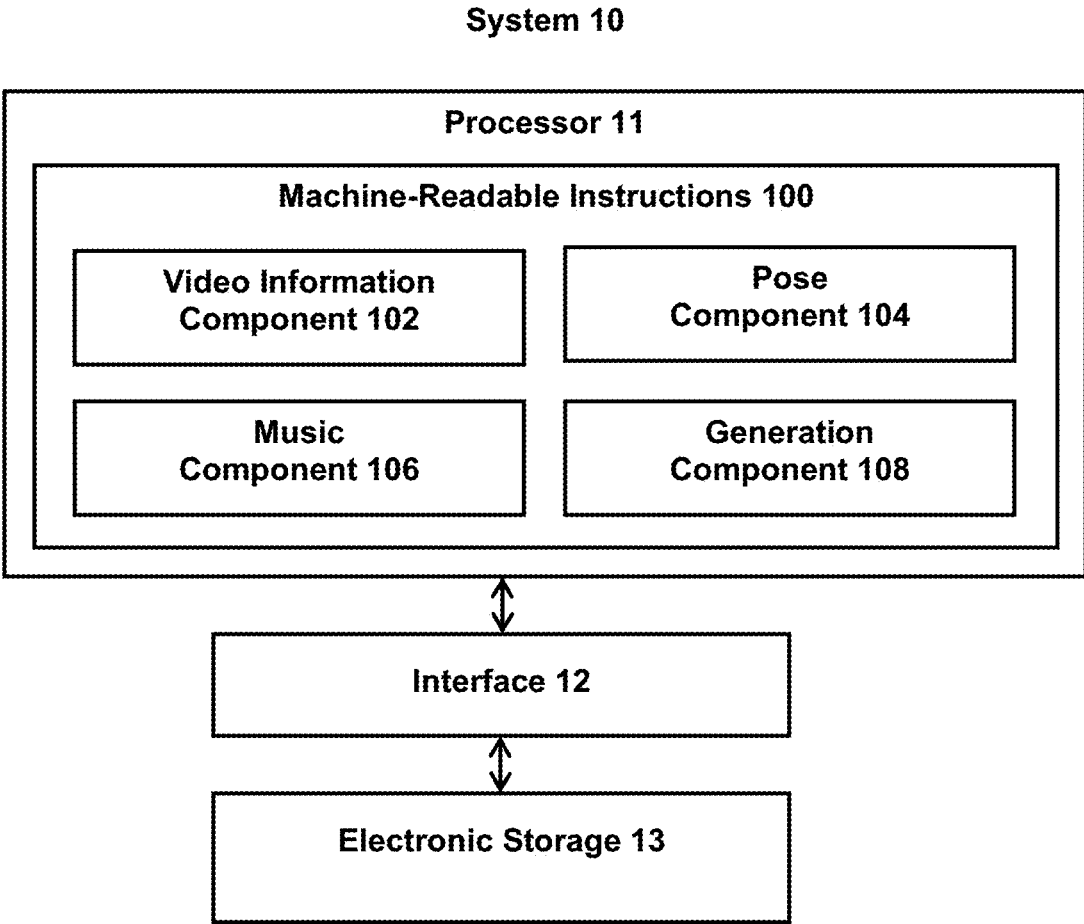 System 10
Processor 11
Machine-Readable Instructions 100
Video Information
Component 102
Pose
Component 104
Music
Component 106
Generation
Component 108
Interface 12
Electronic Storage 13